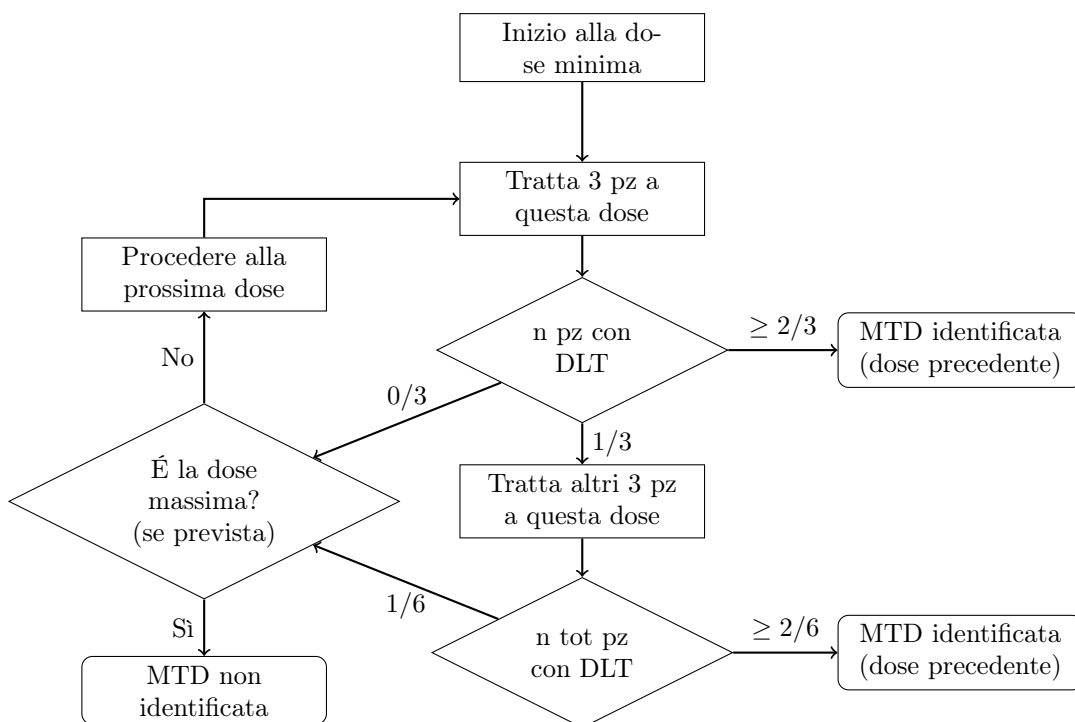 Inizio alla do-
se minima
Tratta 3 pz a
questa dose
Procedere alla
prossima dose
n pz con
DLT
≥ 2/3
MTD identificata
(dose precedente)
No
0/3
1/3
É la dose
massima?
(se prevista)
Tratta altri 3 pz
a questa dose
1/6
n tot pz
con DLT
≥ 2/6
MTD identificata
(dose precedente)
Sì
MTD non
identificata